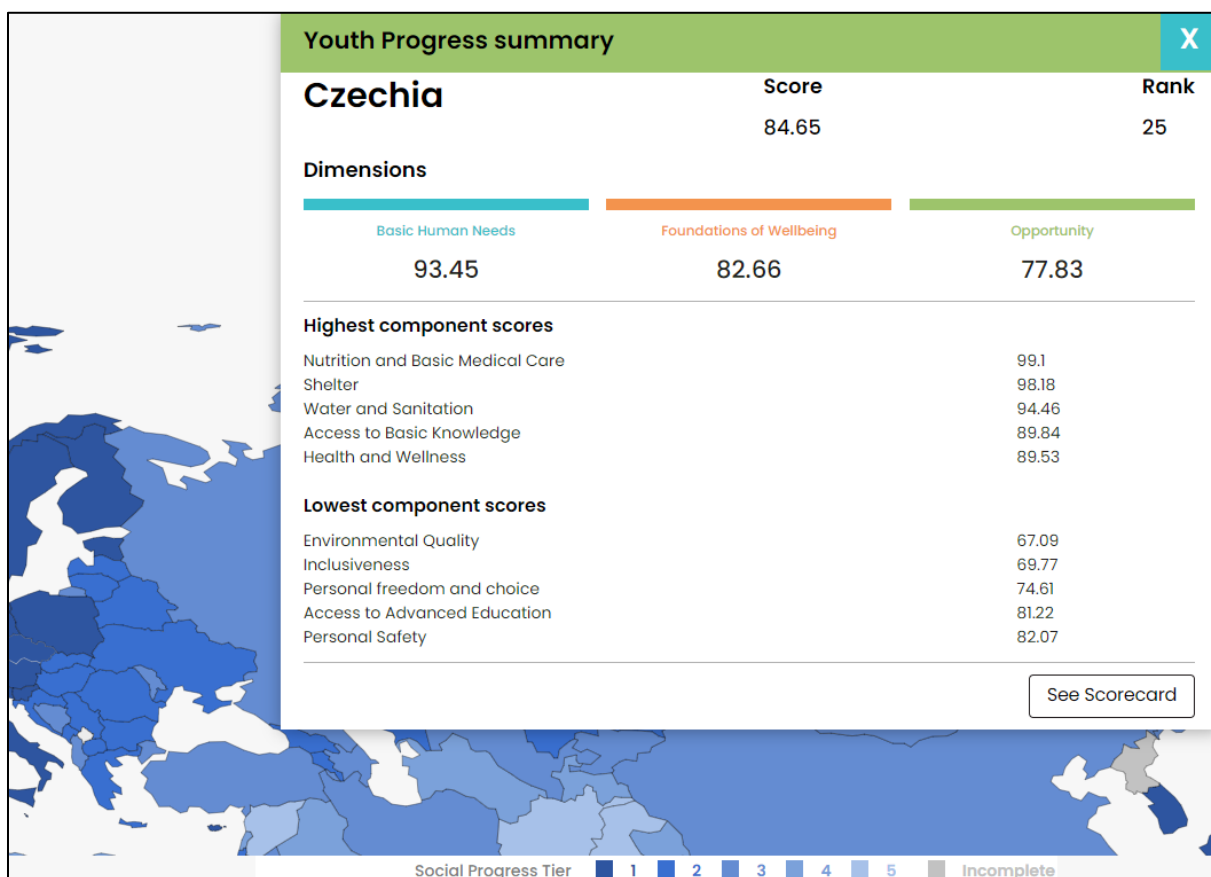 Youth Progress summary X
Czechia Score Rank
84.65 25
Dimensions
Basic Human Needs Foundations of Wellbeing Opportunity
93.45 82.66 77.83
Highest component scores
Nutrition and Basic Medical Care 99.1
Shelter 98.18
Water and Sanitation 94.46
Access to Basic Knowledge 89.84
Health and Wellness 89.53
Lowest component scores
Environmental Quality 67.09
Inclusiveness 69.77
Personal freedom and choice 74.61
Access to Advanced Education 81.22
Personal Safety 82.07
See Scorecard
Social Progress Tier 1 2 3 4 5 Incomplete